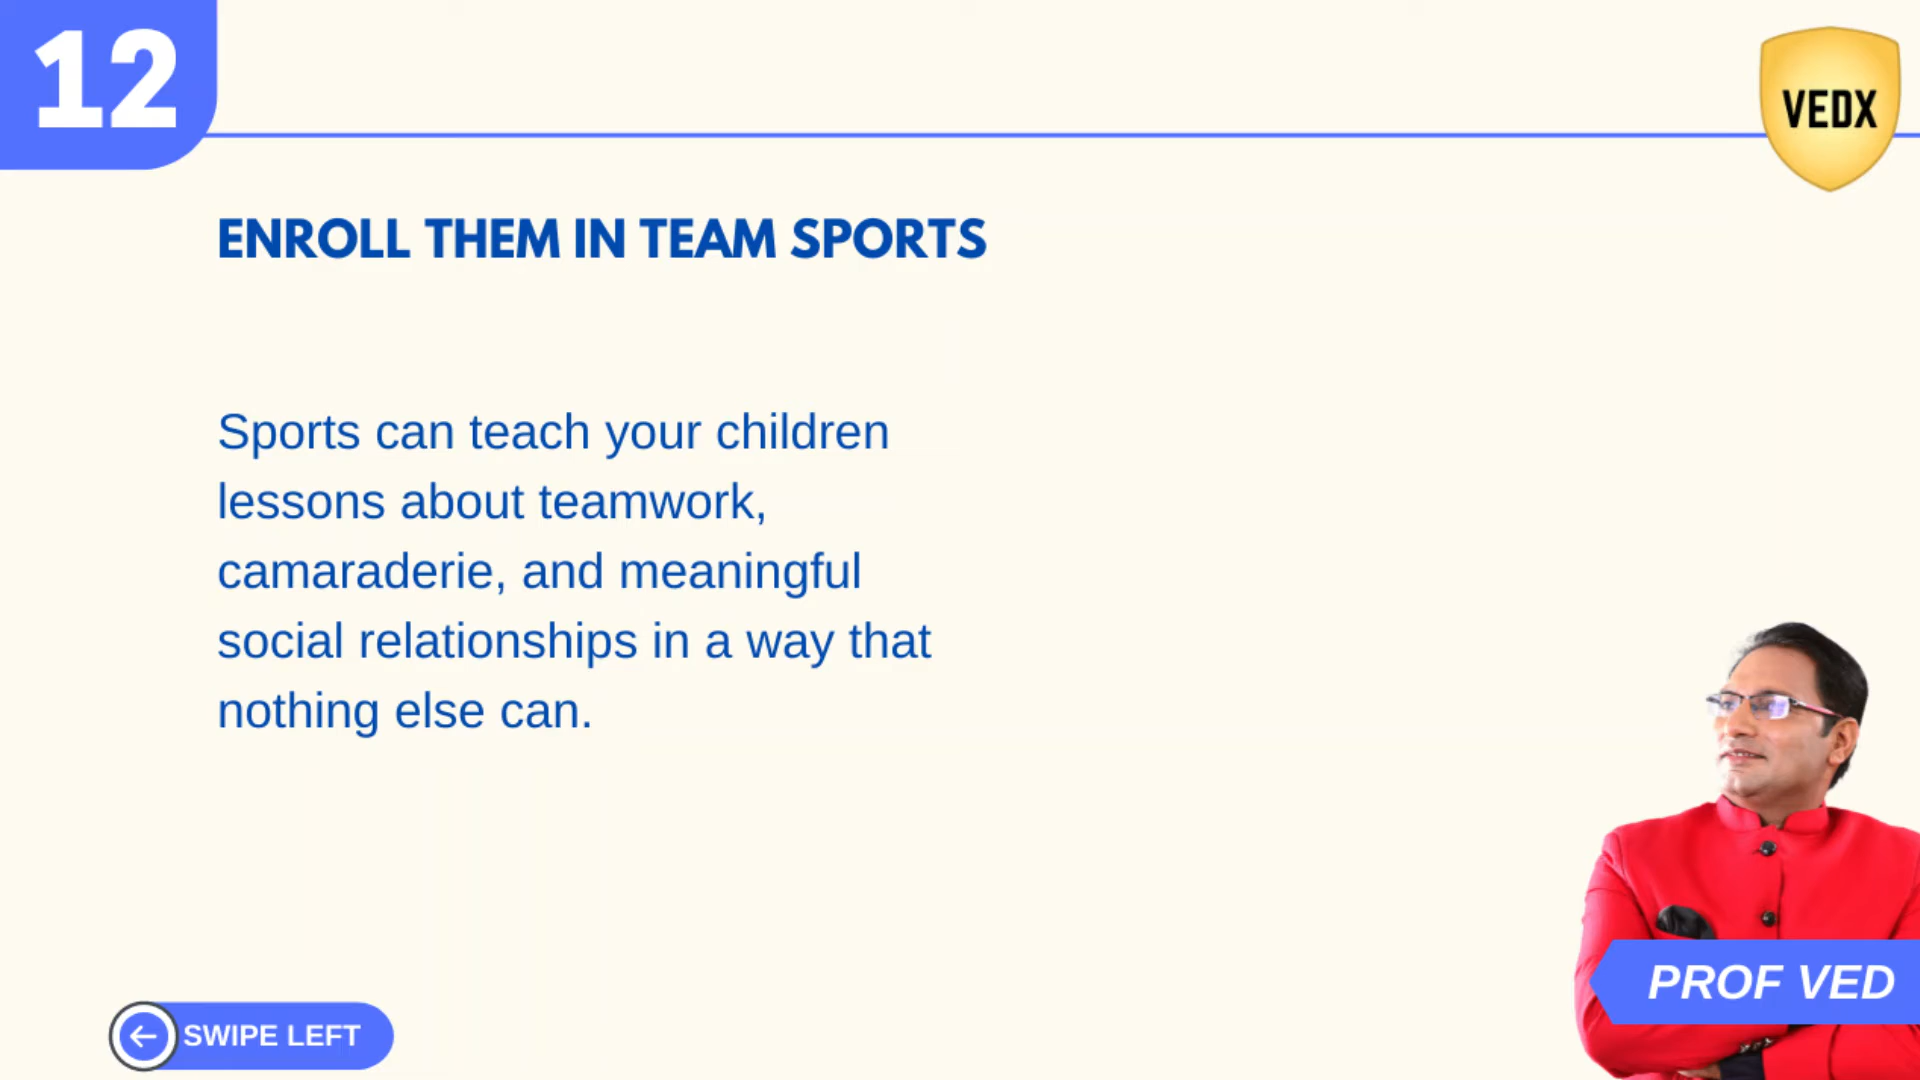 12
VEDX
ENROLL THEM IN TEAM SPORTS
Sports can teach your children
lessons about teamwork,
camaraderie, and meaningful
social relationships in a way that
nothing else can.
PROF VED
SWIPE LEFT